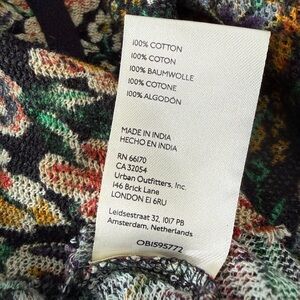 100% COTTON
100% COTON
100% BAUMWOLLE
100% COTONE
100% ALGODÓN
MADE IN INDIA
HECHO EN INDIA
RN 66170
CA 32054
Urban Outfitters, Inc.
146 Brick Lane
LONDON E1 6RU
Leidsestraat 32, 1017 PB
Amsterdam, Netherlands
OB1595772